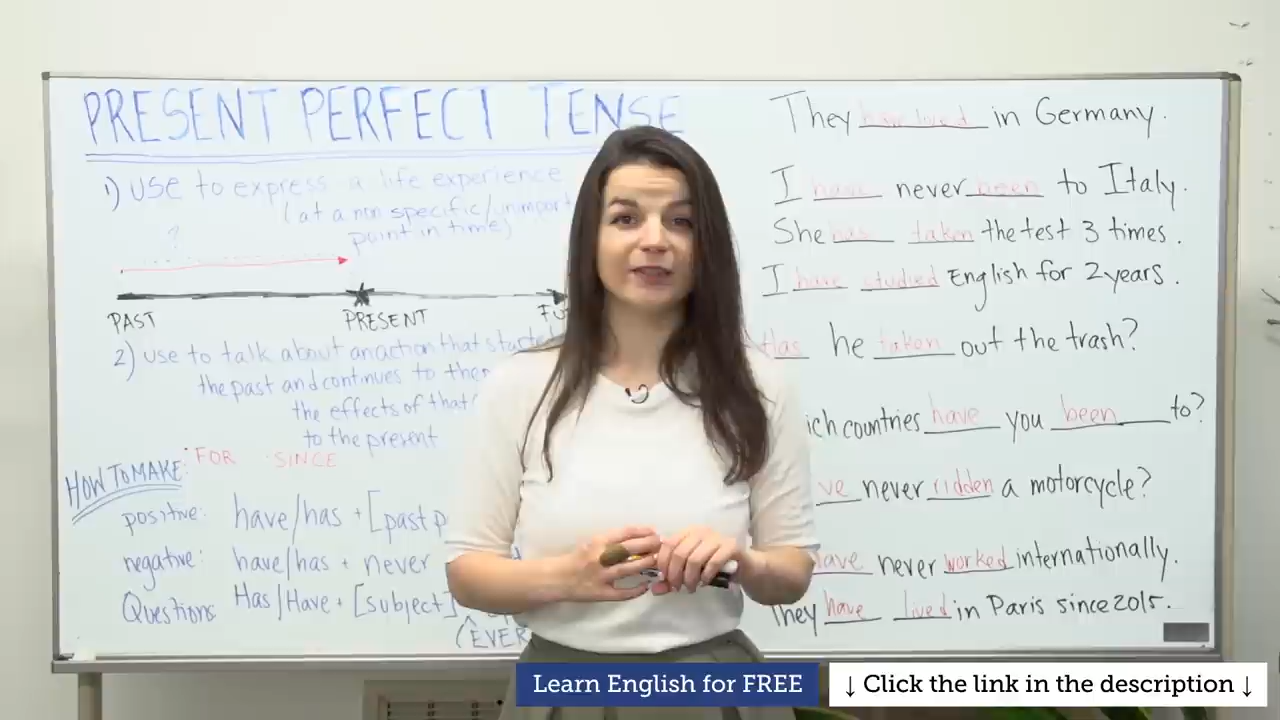 PRESENT PERFECT TENSE
1) USE to express a life experience
(at a non specific/unimport
point in time)
?
PAST PRESENT FU
2) use to talk about an action that starte
the past and continues to the
the effects of that
to the present
HOW TO MAKE: FOR SINCE
positive: have/has + [past p
negative: have/has + never
Questions Has/Have + [subject]
(EVER
They have lived in Germany.
I have never been to Italy.
She has taken the test 3 times.
I have studied English for 2 years.
Has he taken out the trash?
ich countries have you been to?
ve never ridden a motorcycle?
have never worked internationally.
They have lived in Paris since 2015.
Learn English for FREE ↓ Click the link in the description ↓